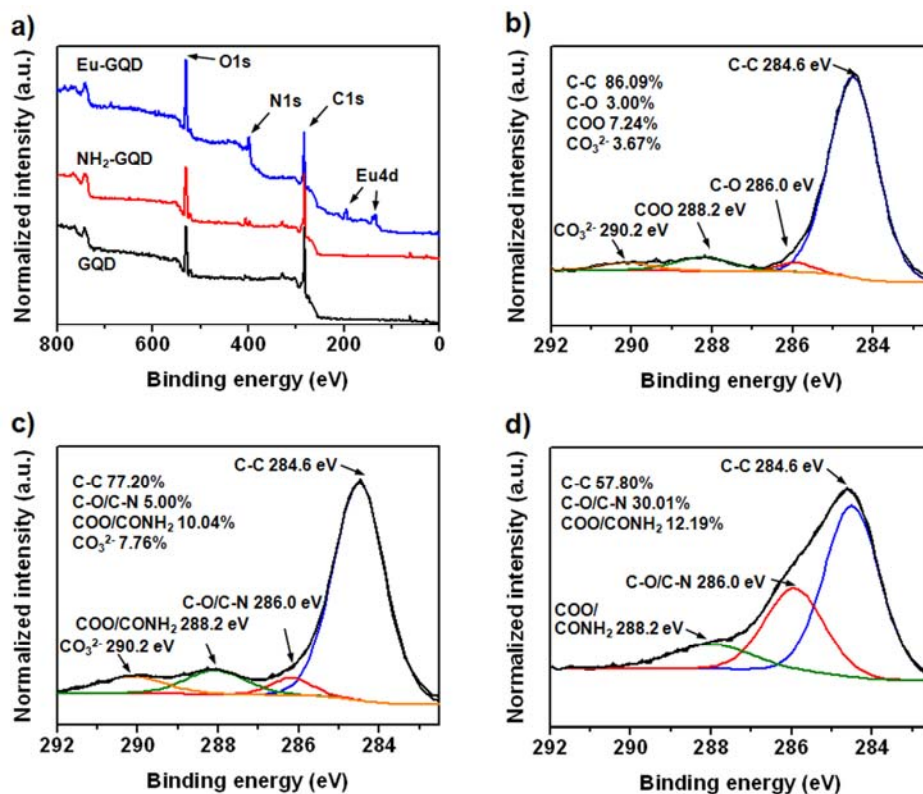 a)
Normalized intensity (a.u.)
Eu-GQD
O1s
N1s
C1s
NH₂-GQD
Eu4d
GQD
800 600 400 200 0
Binding energy (eV)
b)
Normalized intensity (a.u.)
C-C 284.6 eV
C-C 86.09%
C-O 3.00%
COO 7.24%
CO₃²⁻ 3.67%
C-O 286.0 eV
COO 288.2 eV
CO₃²⁻ 290.2 eV
292 290 288 286 284
Binding energy (eV)
c)
Normalized intensity (a.u.)
C-C 284.6 eV
C-C 77.20%
C-O/C-N 5.00%
COO/CONH₂ 10.04%
CO₃²⁻ 7.76%
C-O/C-N 286.0 eV
COO/CONH₂ 288.2 eV
CO₃²⁻ 290.2 eV
292 290 288 286 284
Binding energy (eV)
d)
Normalized intensity (a.u.)
C-C 284.6 eV
C-C 57.80%
C-O/C-N 30.01%
COO/CONH₂ 12.19%
C-O/C-N 286.0 eV
COO/
CONH₂ 288.2 eV
292 290 288 286 284
Binding energy (eV)